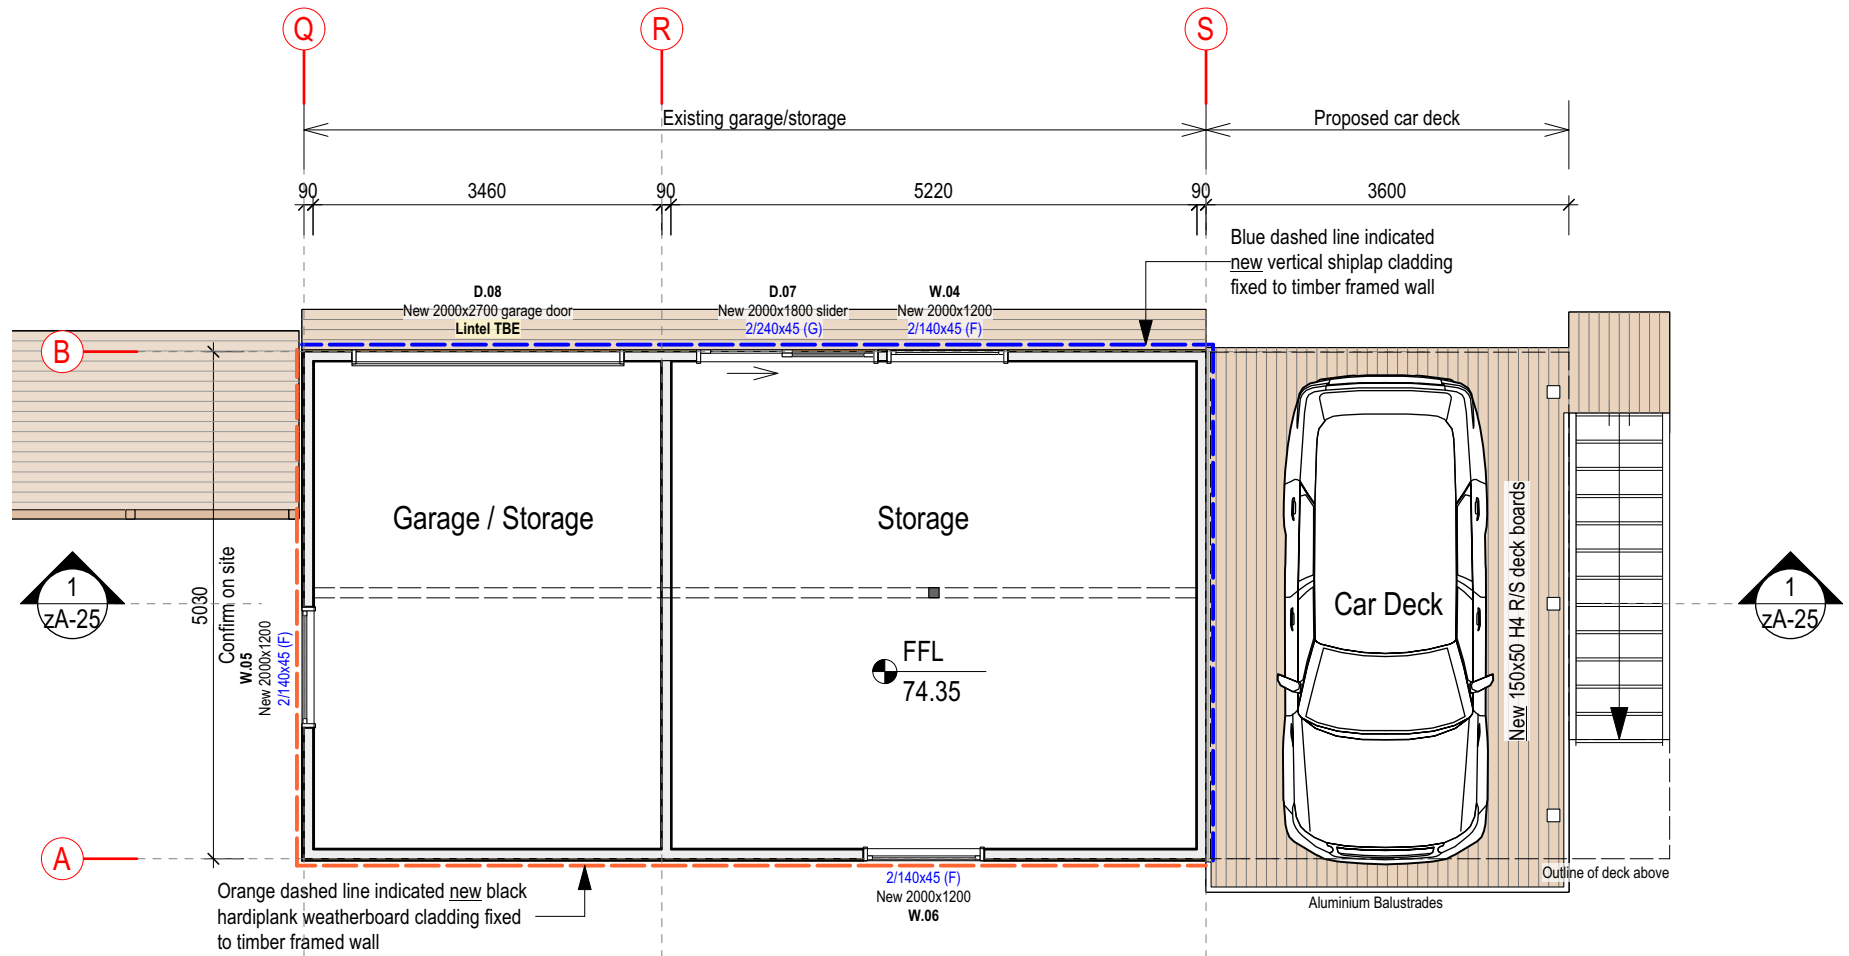 Q
R
S
Existing garage/storage
Proposed car deck
90
3460
90
5220
90
3600
Blue dashed line indicated
new vertical shiplap cladding
fixed to timber framed wall
D.08
New 2000x2700 garage door
Lintel TBE
D.07
New 2000x1800 slider
2/240x45 (G)
W.04
New 2000x1200
2/140x45 (F)
B
Garage / Storage
Storage
Car Deck
New 150x50 H4 R/S deck boards
1
zA-25
5030
Confirm on site
W.05
New 2000x1200
2/140x45 (F)
1
zA-25
FFL
74.35
A
Orange dashed line indicated new black
hardiplank weatherboard cladding fixed
to timber framed wall
2/140x45 (F)
New 2000x1200
W.06
Outline of deck above
Aluminium Balustrades